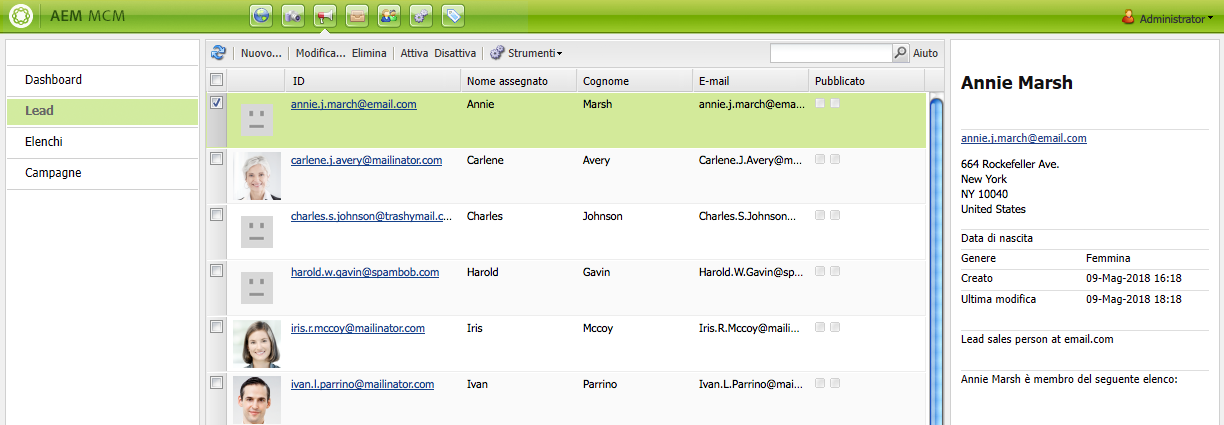 AEM MCM
Administrator
Dashboard
Lead
Elenchi
Campagne
Nuovo... Modifica... Elimina Attiva Disattiva Strumenti Aiuto
ID Nome assegnato Cognome E-mail Pubblicato
annie.j.march@email.com Annie Marsh annie.j.march@ema...
carlene.j.avery@mailinator.com Carlene Avery Carlene.J.Avery@m...
charles.s.johnson@trashymail.c... Charles Johnson Charles.S.Johnson...
harold.w.gavin@spambob.com Harold Gavin Harold.W.Gavin@sp...
iris.r.mccoy@mailinator.com Iris Mccoy Iris.R.Mccoy@maili...
ivan.l.parrino@mailinator.com Ivan Parrino Ivan.L.Parrino@mai...
Annie Marsh
annie.j.march@email.com
664 Rockefeller Ave.
New York
NY 10040
United States
Data di nascita
Genere Femmina
Creato 09-Mag-2018 16:18
Ultima modifica 09-Mag-2018 18:18
Lead sales person at email.com
Annie Marsh è membro del seguente elenco: